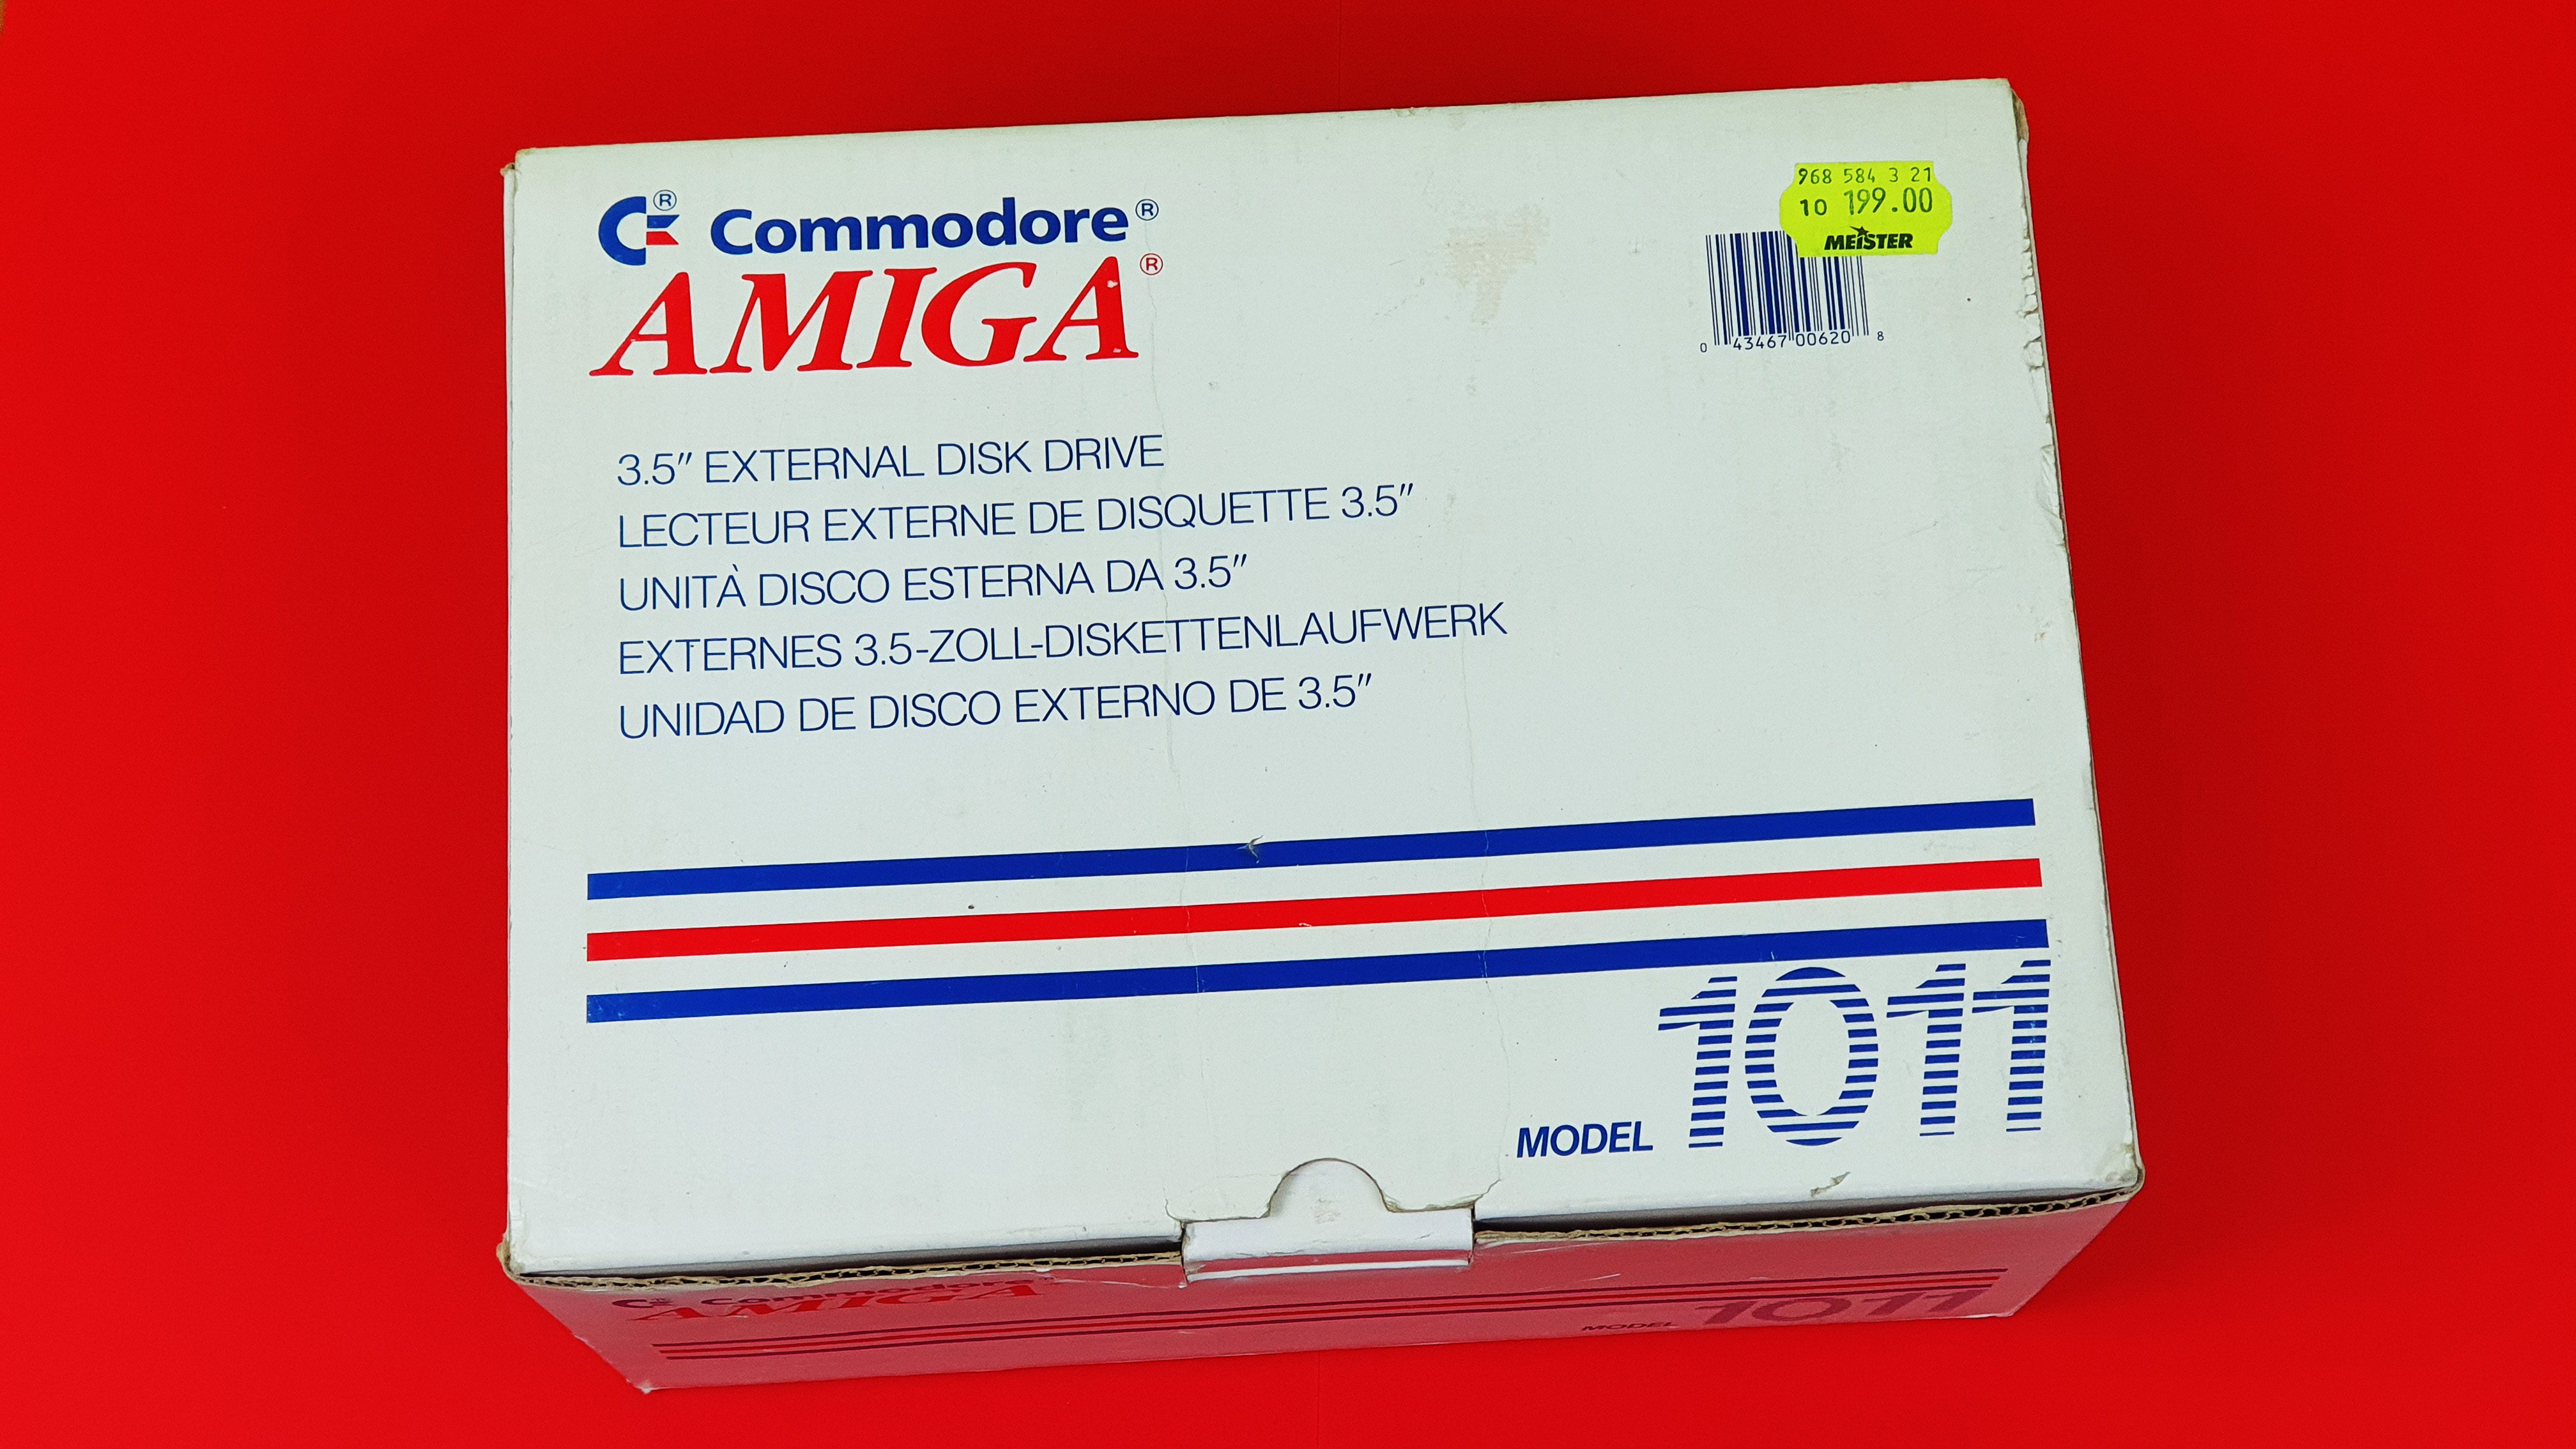 C® Commodore®
AMIGA®
968 584 3 21
10 199.00
MEISTER
0 43467 00620 8
3.5" EXTERNAL DISK DRIVE
LECTEUR EXTERNE DE DISQUETTE 3.5"
UNITÀ DISCO ESTERNA DA 3.5"
EXTERNES 3.5-ZOLL-DISKETTENLAUFWERK
UNIDAD DE DISCO EXTERNO DE 3.5"
MODEL 1011
Commodore
AMIGA
MODEL 1011